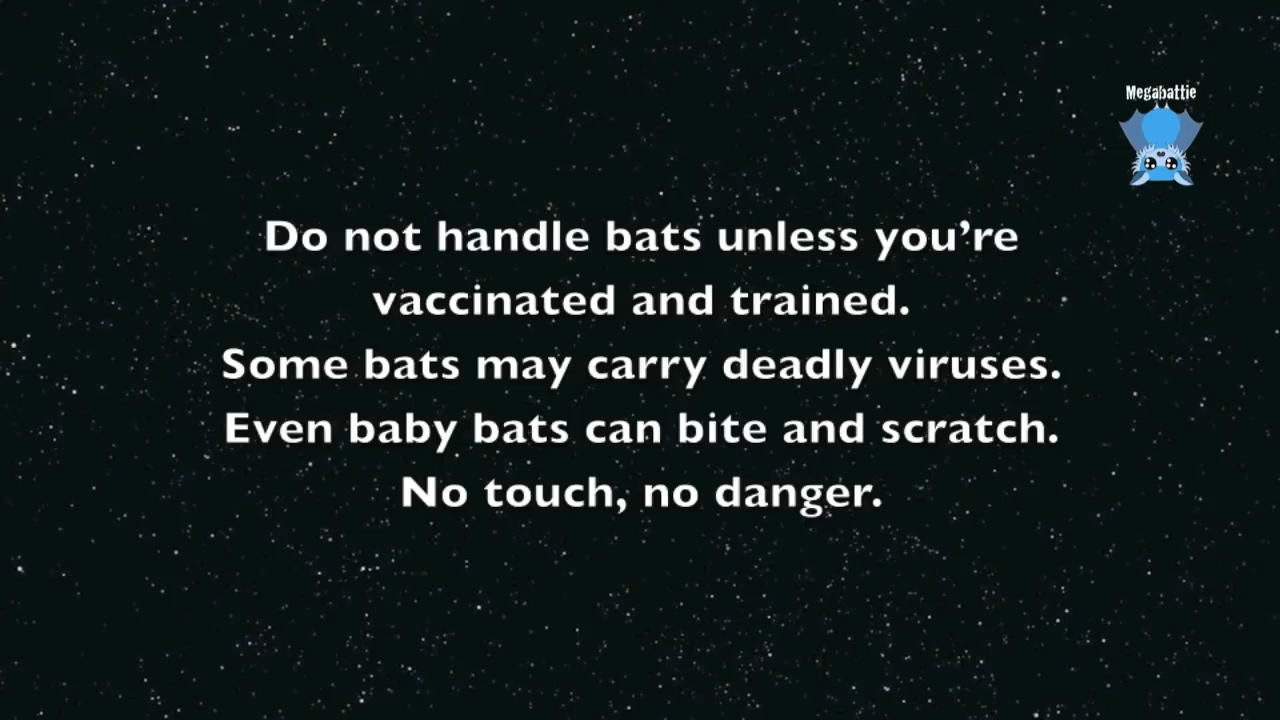 Megabattie
Do not handle bats unless you’re
vaccinated and trained.
Some bats may carry deadly viruses.
Even baby bats can bite and scratch.
No touch, no danger.